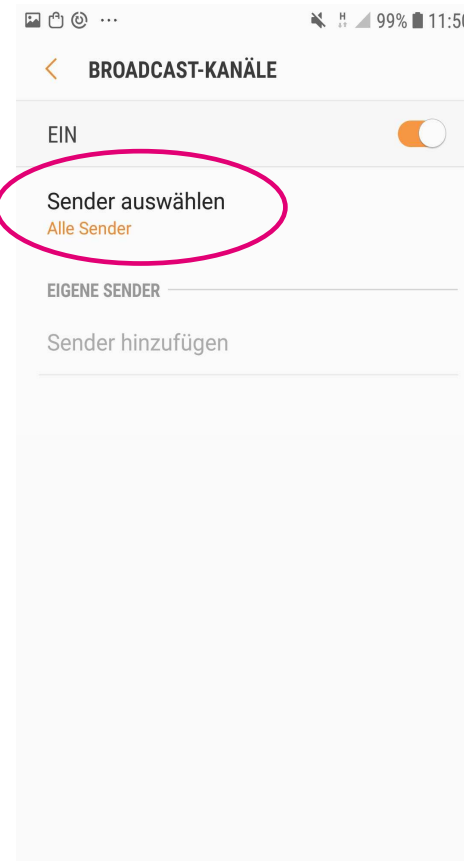 H 99% 11:50
BROADCAST-KANÄLE
EIN
Sender auswählen
Alle Sender
EIGENE SENDER
Sender hinzufügen